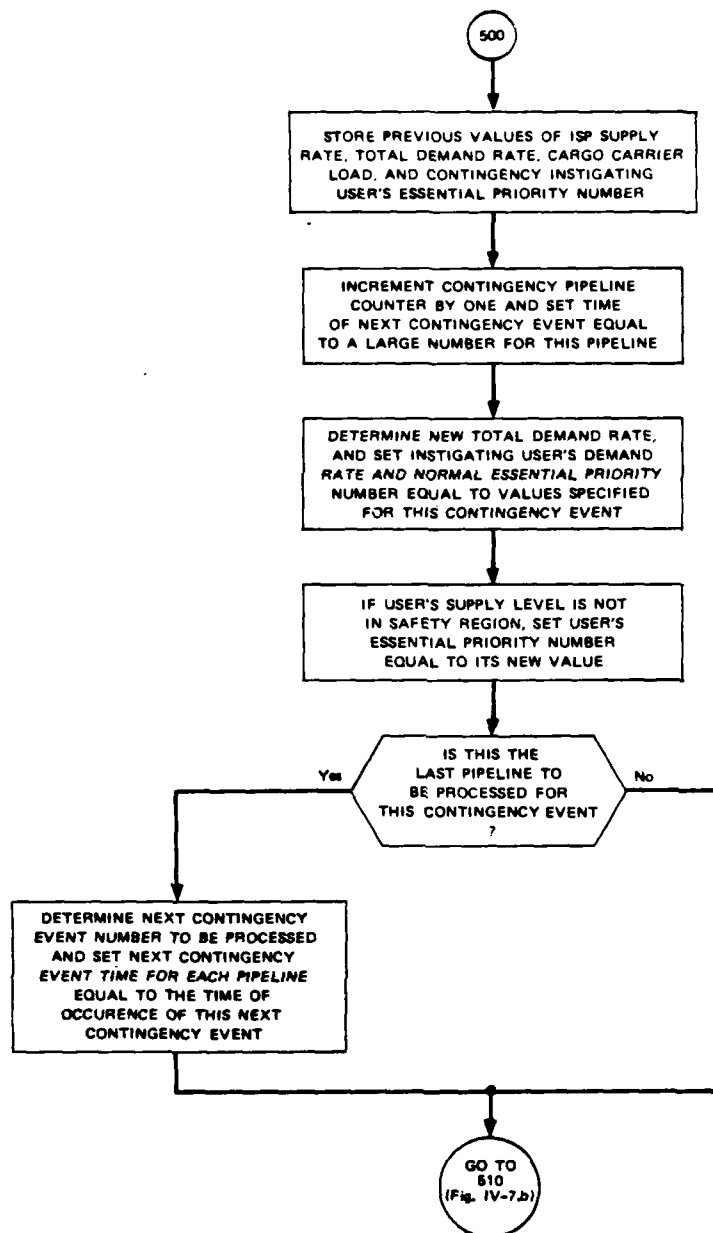 500
STORE PREVIOUS VALUES OF ISP SUPPLY
RATE, TOTAL DEMAND RATE, CARGO CARRIER
LOAD, AND CONTINGENCY INSTIGATING
USER'S ESSENTIAL PRIORITY NUMBER
INCREMENT CONTINGENCY PIPELINE
COUNTER BY ONE AND SET TIME
OF NEXT CONTINGENCY EVENT EQUAL
TO A LARGE NUMBER FOR THIS PIPELINE
DETERMINE NEW TOTAL DEMAND RATE,
AND SET INSTIGATING USER'S DEMAND
RATE AND NORMAL ESSENTIAL PRIORITY
NUMBER EQUAL TO VALUES SPECIFIED
FOR THIS CONTINGENCY EVENT
IF USER'S SUPPLY LEVEL IS NOT
IN SAFETY REGION, SET USER'S
ESSENTIAL PRIORITY NUMBER
EQUAL TO ITS NEW VALUE
IS THIS THE
LAST PIPELINE TO
BE PROCESSED FOR
THIS CONTINGENCY EVENT
?
Yes
No
DETERMINE NEXT CONTINGENCY
EVENT NUMBER TO BE PROCESSED
AND SET NEXT CONTINGENCY
EVENT TIME FOR EACH PIPELINE
EQUAL TO THE TIME OF
OCCURENCE OF THIS NEXT
CONTINGENCY EVENT
GO TO
510
(Fig. IV-7.b)